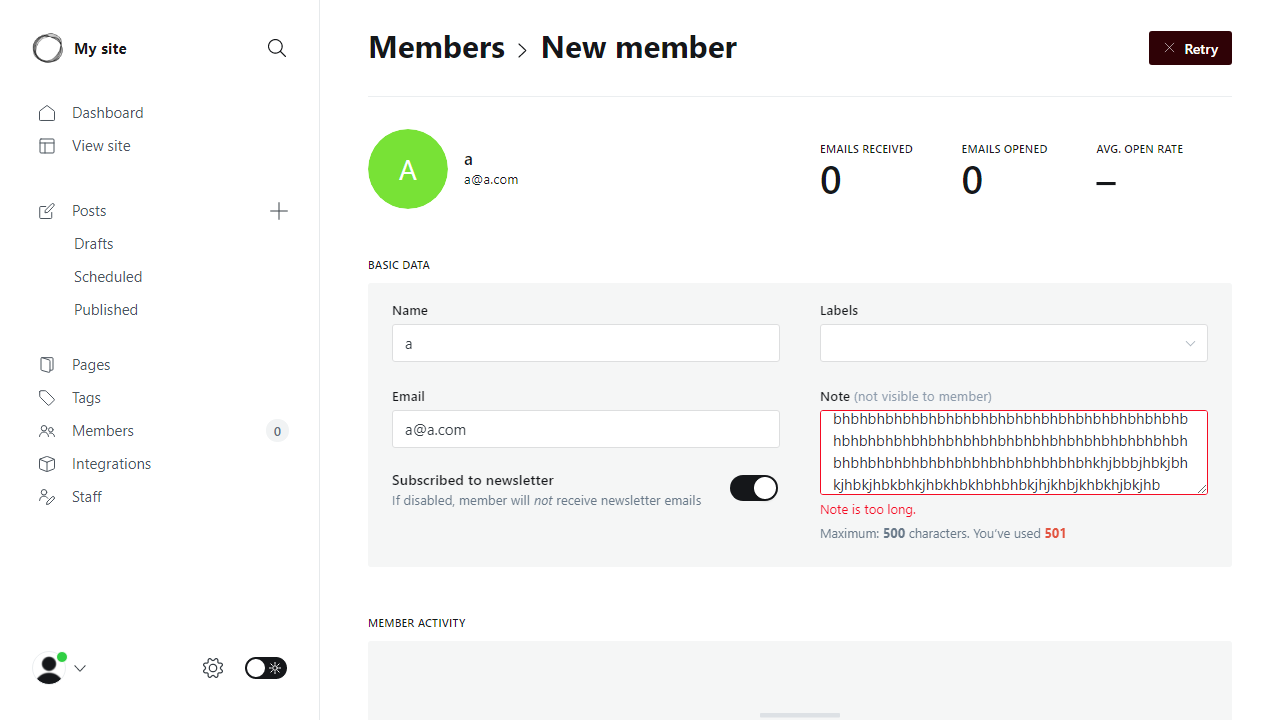 My site
Dashboard
View site
Posts
Drafts
Scheduled
Published
Pages
Tags
Members
0
Integrations
Staff
Members > New member
Retry
A
a
a@a.com
EMAILS RECEIVED
0
EMAILS OPENED
0
AVG. OPEN RATE
–
BASIC DATA
Name
a
Email
a@a.com
Subscribed to newsletter
If disabled, member will not receive newsletter emails
Labels
Note (not visible to member)
bhbhbhbhbhbhbhbhbhbhbhbhbhbhbhbhbhbhbhbhb
hbhbhbhbhbhbhbhbhbhbhbhbhbhbhbhbhbhbhbhbh
bhbhbhbhbhbhbhbhbhbhbhbhbhbhbhkhjbbbjhbkjbh
kjhbkjhbkbhkjhbkhbkhbhbhbkjhjkhbjkhbkhjbkjhb
Note is too long.
Maximum: 500 characters. You've used 501
MEMBER ACTIVITY